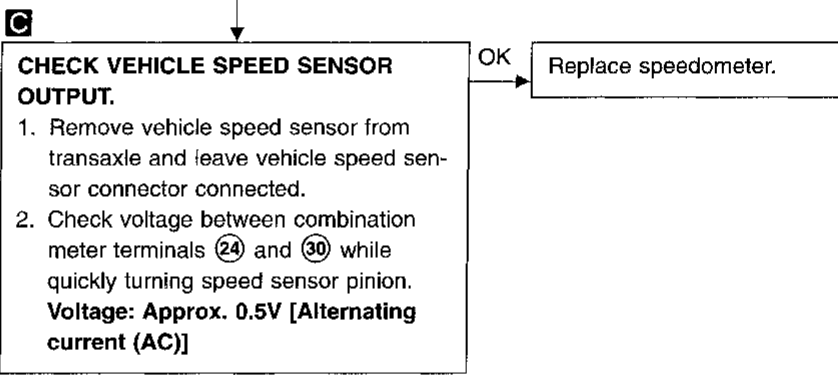 C
CHECK VEHICLE SPEED SENSOR
OUTPUT.
1. Remove vehicle speed sensor from
transaxle and leave vehicle speed sen-
sor connector connected.
2. Check voltage between combination
meter terminals 24 and 30 while
quickly turning speed sensor pinion.
Voltage: Approx. 0.5V [Alternating
current (AC)]
OK
Replace speedometer.